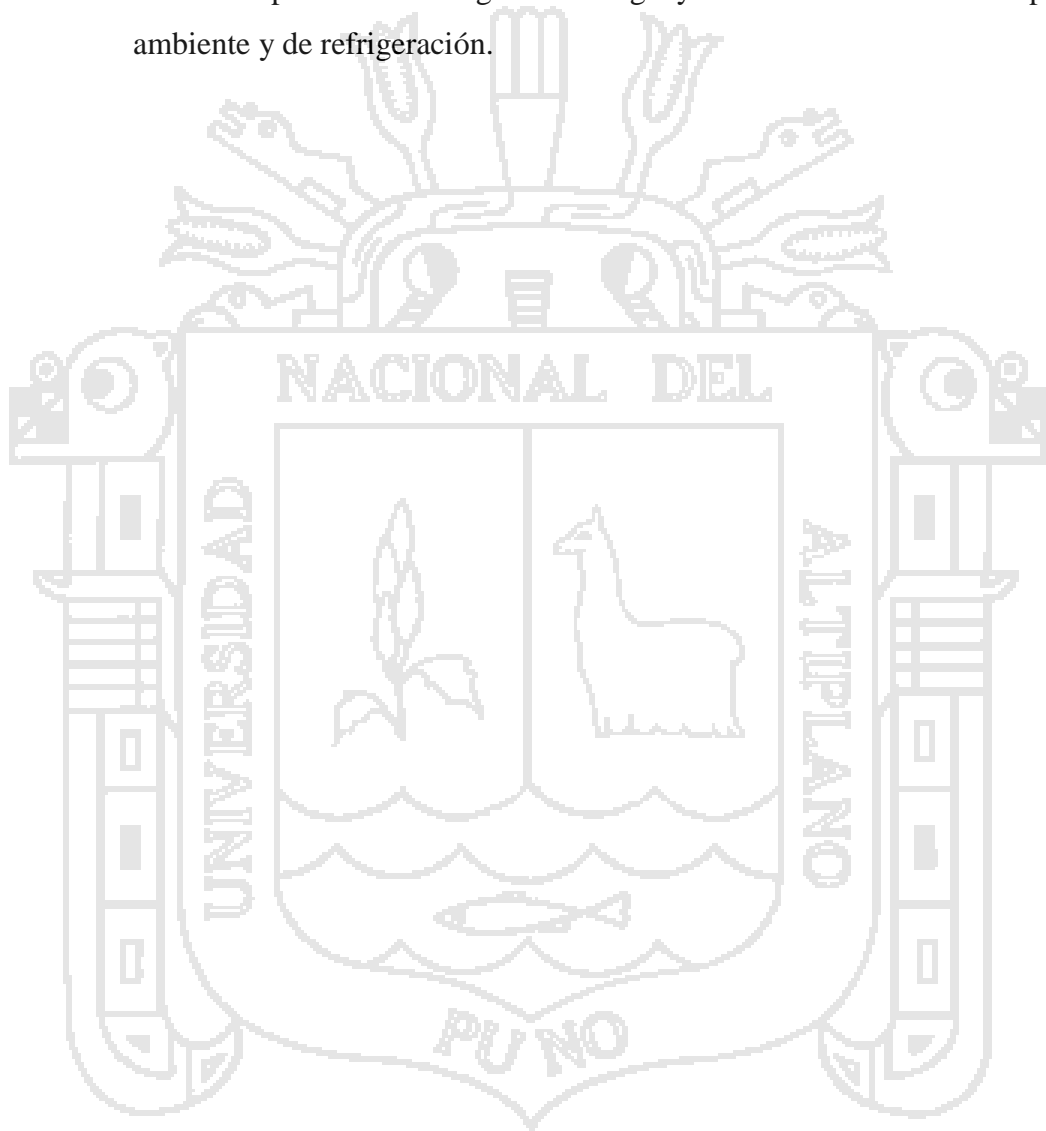 ambiente y de refrigeración.
NACIONAL DEL
UNIVERSIDAD
ALTIPLANO
PUNO